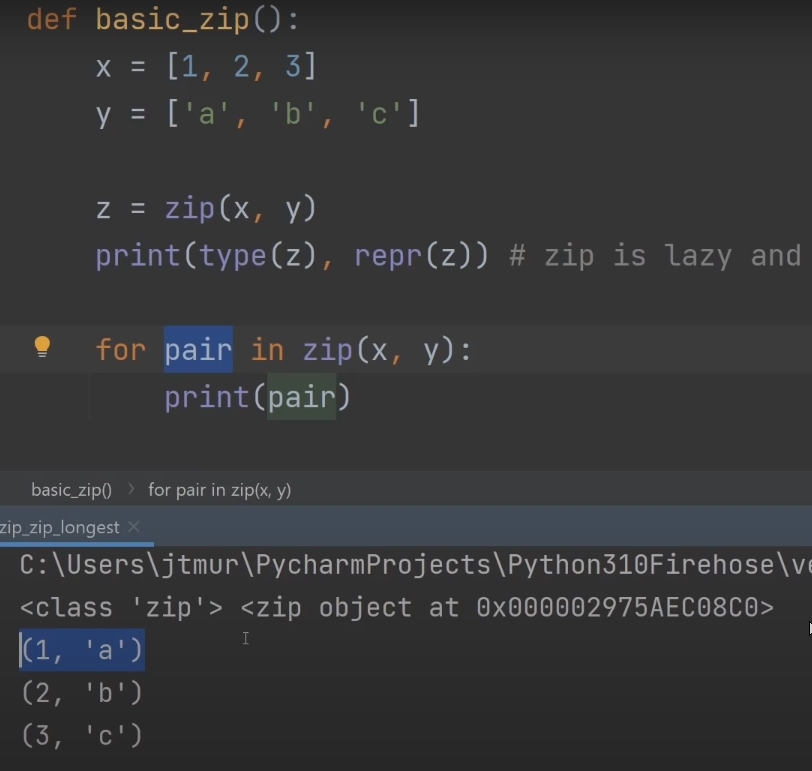 def basic_zip():
    x = [1, 2, 3]
    y = ['a', 'b', 'c']
    z = zip(x, y)
    print(type(z), repr(z)) # zip is lazy and
    for pair in zip(x, y):
        print(pair)
basic_zip() › for pair in zip(x, y)
zip_zip_longest ×
C:\Users\jtmur\PycharmProjects\Python310Firehose\ve
<class 'zip'> <zip object at 0x000002975AEC08C0>
(1, 'a')
(2, 'b')
(3, 'c')